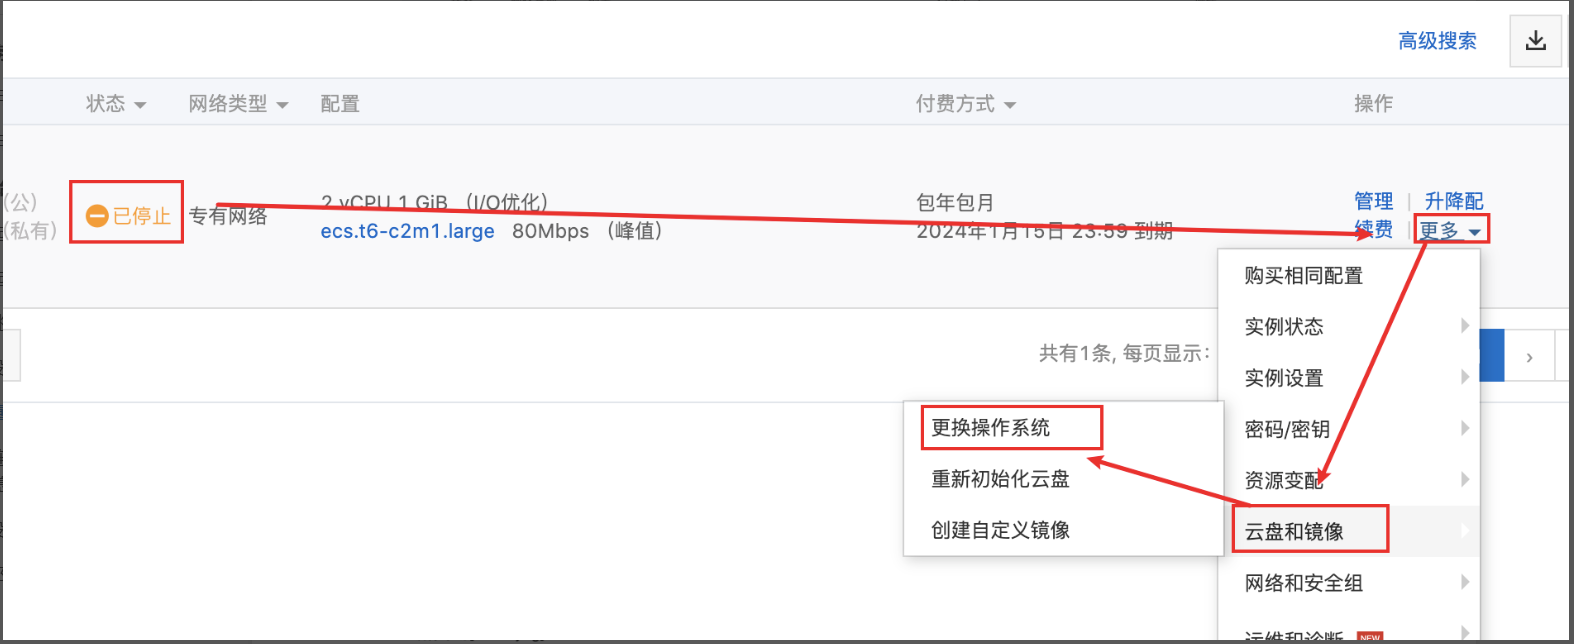 高级搜索
状态 网络类型 配置 付费方式 操作
(公)
(私有)
已停止
专有网络
2 vCPU 1 GiB （I/O优化）
ecs.t6-c2m1.large 80Mbps （峰值）
包年包月
2024年1月15日 23:59 到期
管理 | 升降配
续费 | 更多
购买相同配置
实例状态
实例设置
密码/密钥
资源变配
云盘和镜像
网络和安全组
运维和诊断 NEW
共有1条, 每页显示:
更换操作系统
重新初始化云盘
创建自定义镜像